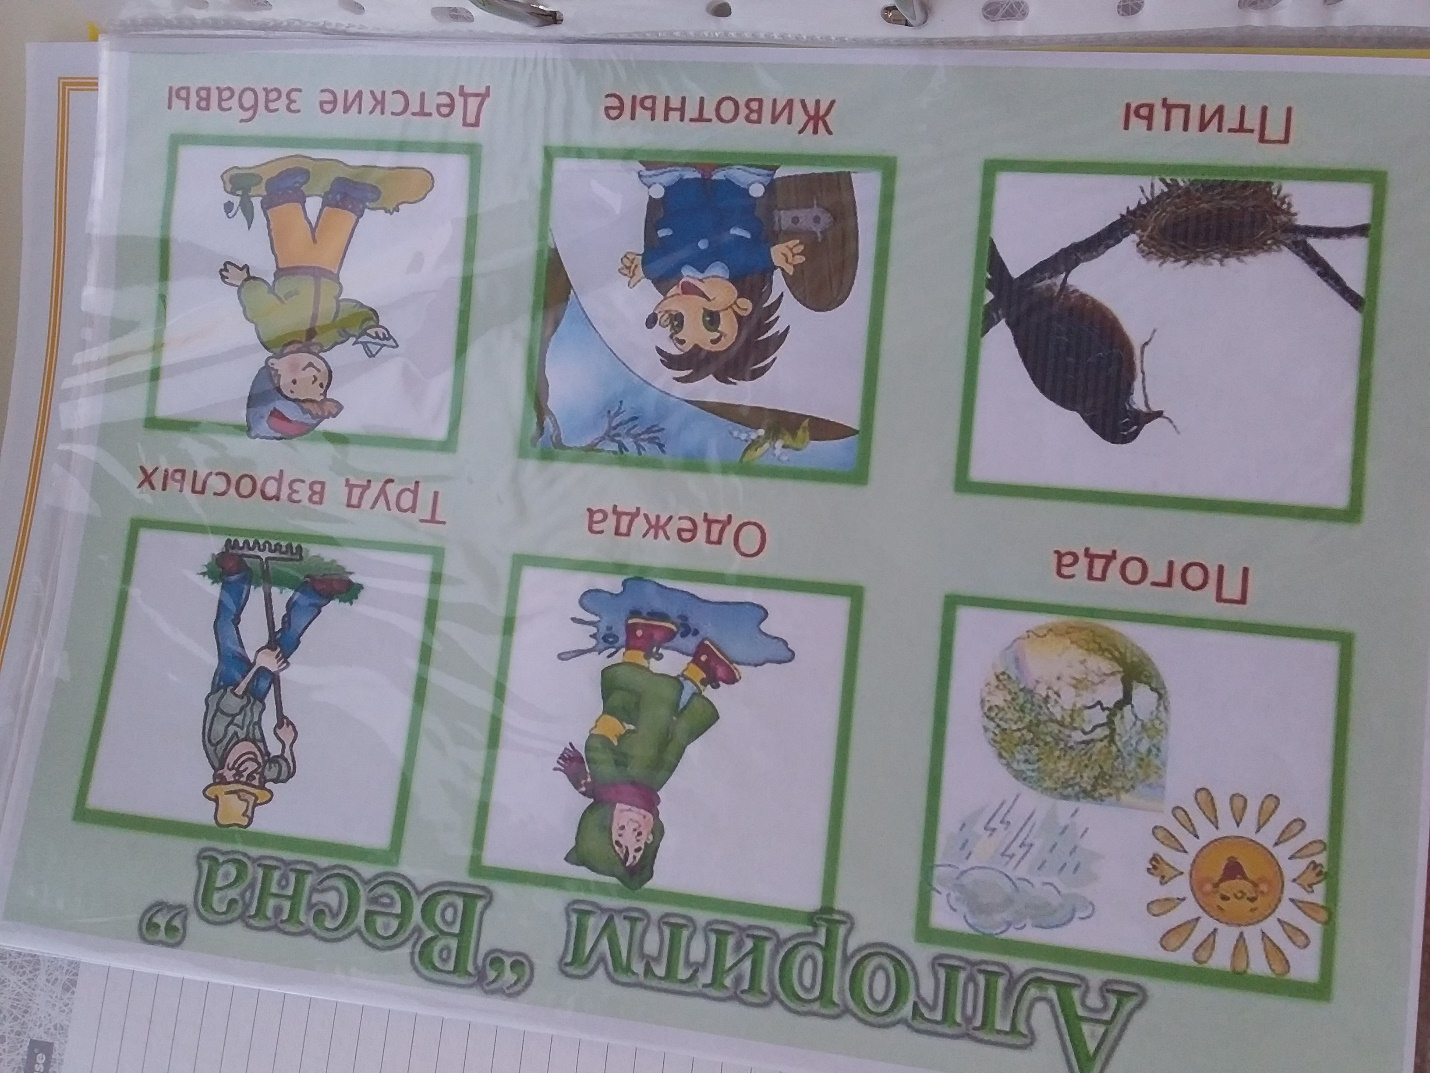 Алгоритм "Весна"
Погода
Одежда
Труд взрослых
Птицы
Животные
Детские забавы